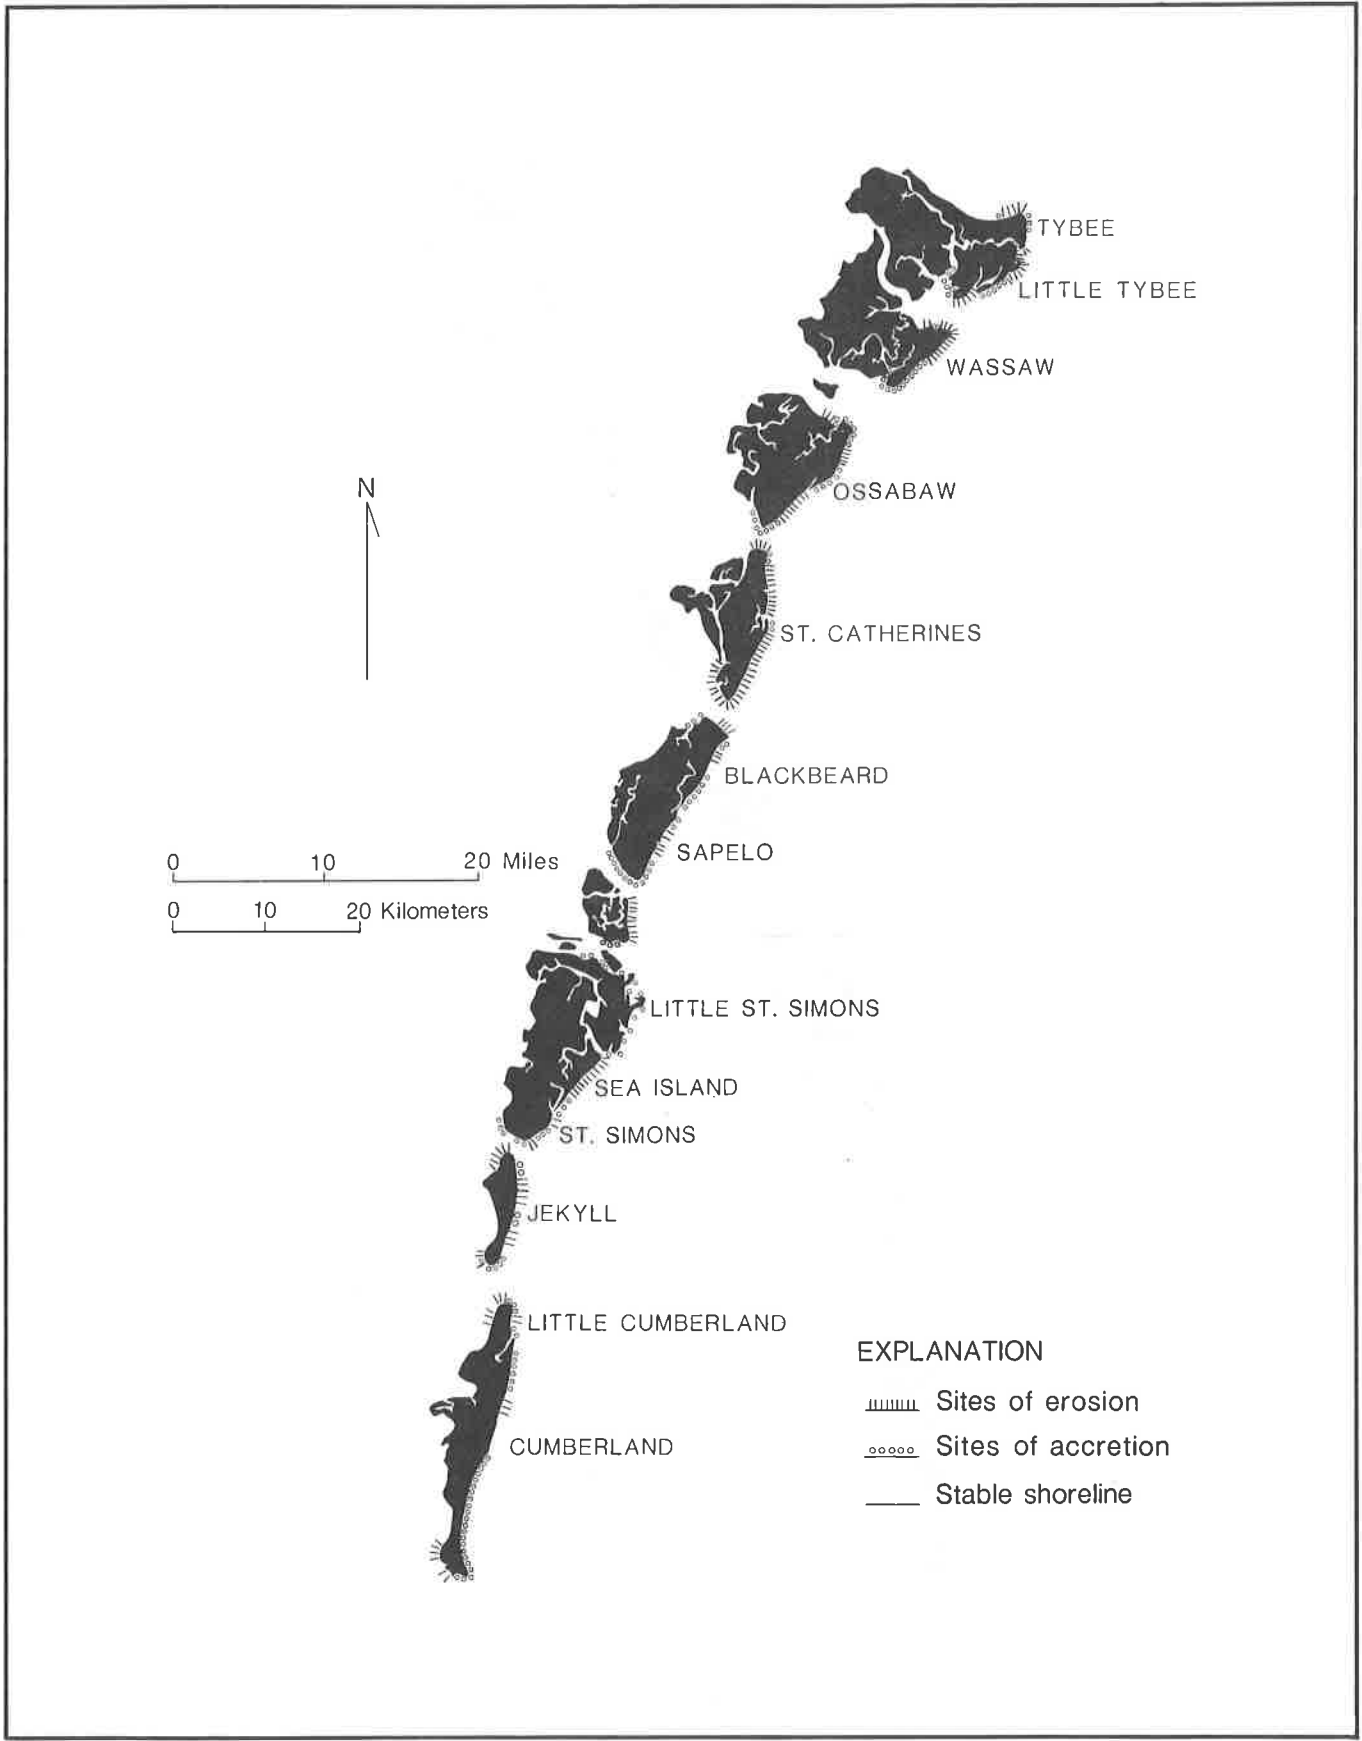 TYBEE
LITTLE TYBEE
WASSAW
OSSABAW
N
ST. CATHERINES
BLACKBEARD
SAPELO
0 10 20 Miles
0 10 20 Kilometers
LITTLE ST. SIMONS
SEA ISLAND
ST. SIMONS
JEKYLL
LITTLE CUMBERLAND
CUMBERLAND
EXPLANATION
Sites of erosion
Sites of accretion
Stable shoreline